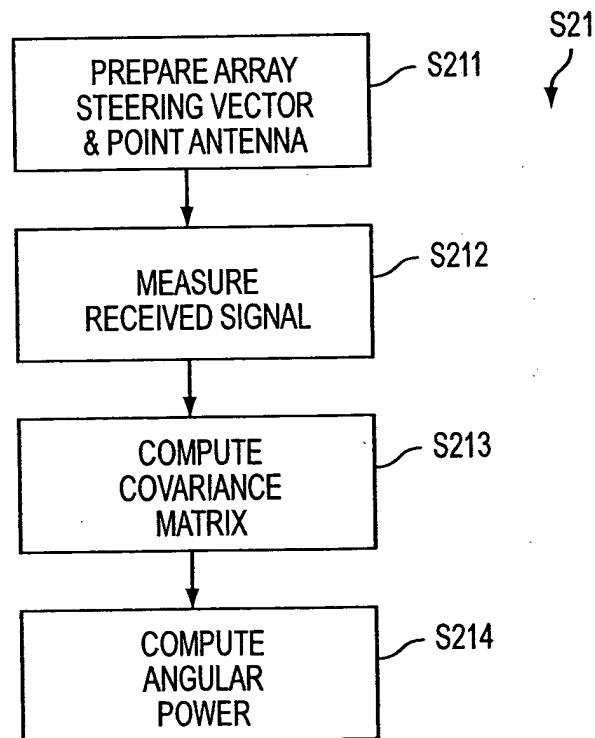 S21
PREPARE ARRAY
STEERING VECTOR
& POINT ANTENNA
S211
MEASURE
RECEIVED SIGNAL
S212
COMPUTE
COVARIANCE
MATRIX
S213
COMPUTE
ANGULAR
POWER
S214